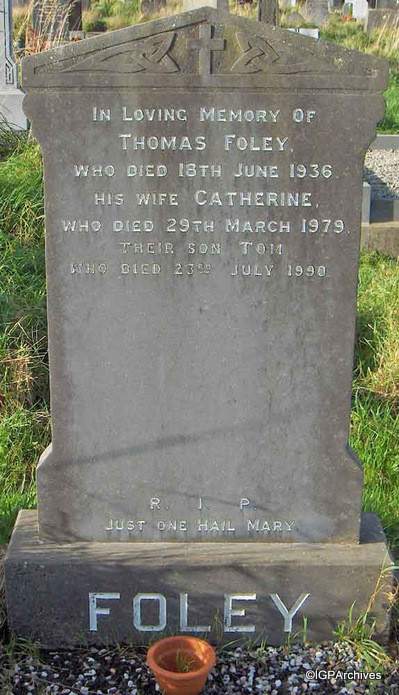 IN LOVING MEMORY OF
THOMAS FOLEY,
WHO DIED 18TH JUNE 1936.
HIS WIFE CATHERINE,
WHO DIED 29TH MARCH 1979.
THEIR SON TOM
WHO DIED 23RD JULY 1990
R. I. P.
JUST ONE HAIL MARY
FOLEY
©IGPArchives